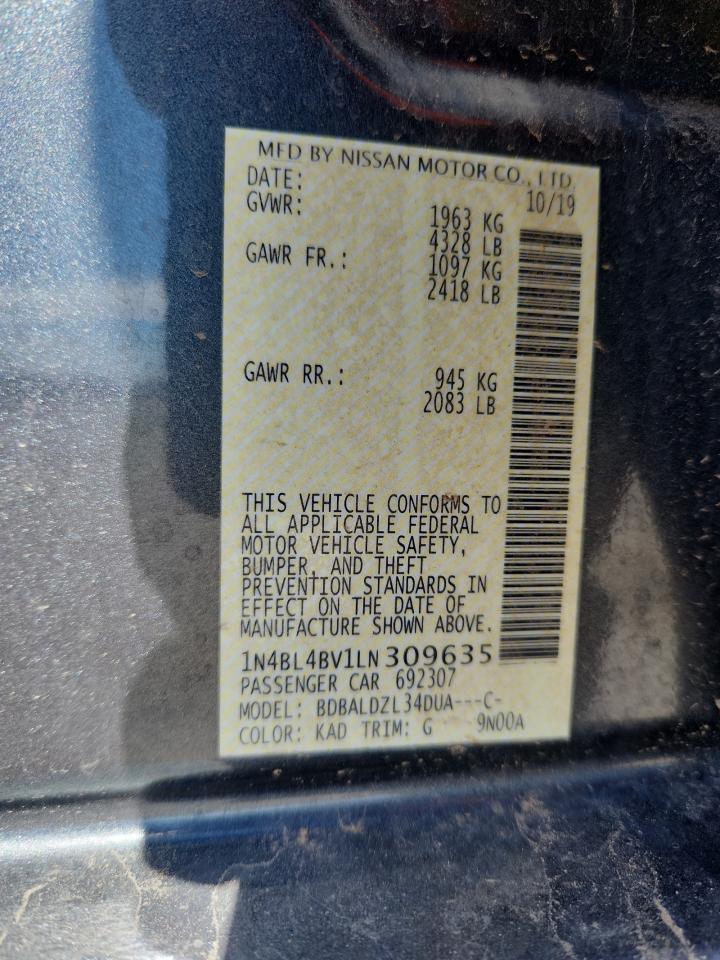 MFD BY NISSAN MOTOR CO., LTD.
DATE: 10/19
GVWR: 1963 KG
4328 LB
GAWR FR.: 1097 KG
2418 LB
GAWR RR.: 945 KG
2083 LB
THIS VEHICLE CONFORMS TO
ALL APPLICABLE FEDERAL
MOTOR VEHICLE SAFETY,
BUMPER, AND THEFT
PREVENTION STANDARDS IN
EFFECT ON THE DATE OF
MANUFACTURE SHOWN ABOVE.
1N4BL4BV1LN309635
PASSENGER CAR 692307
MODEL: BDBALDZL34DUA---C-
COLOR: KAD TRIM: G 9N00A